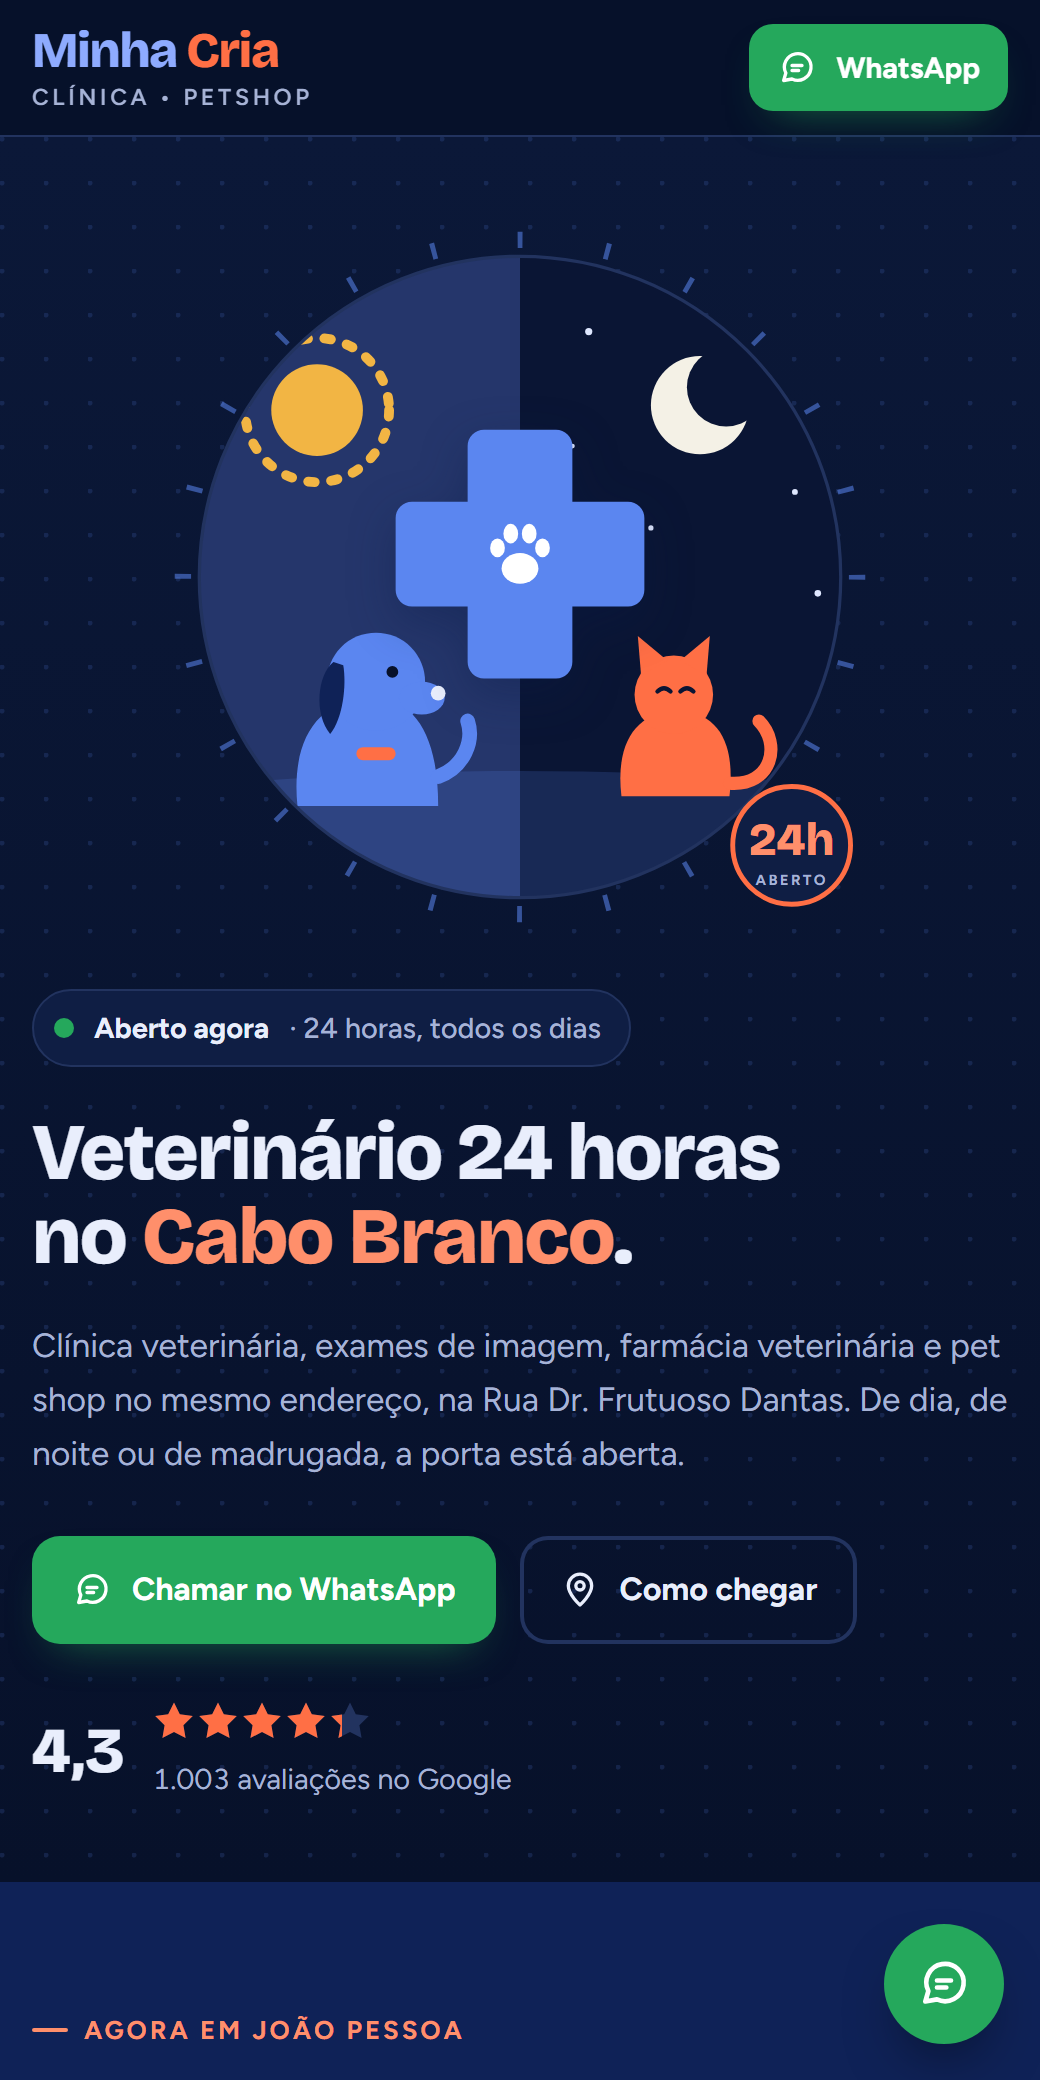 Minha Cria
CLÍNICA • PETSHOP
WhatsApp
24h
ABERTO
Aberto agora · 24 horas, todos os dias
Veterinário 24 horas
no Cabo Branco.
Clínica veterinária, exames de imagem, farmácia veterinária e pet
shop no mesmo endereço, na Rua Dr. Frutuoso Dantas. De dia, de
noite ou de madrugada, a porta está aberta.
Chamar no WhatsApp
Como chegar
4,3
1.003 avaliações no Google
AGORA EM JOÃO PESSOA